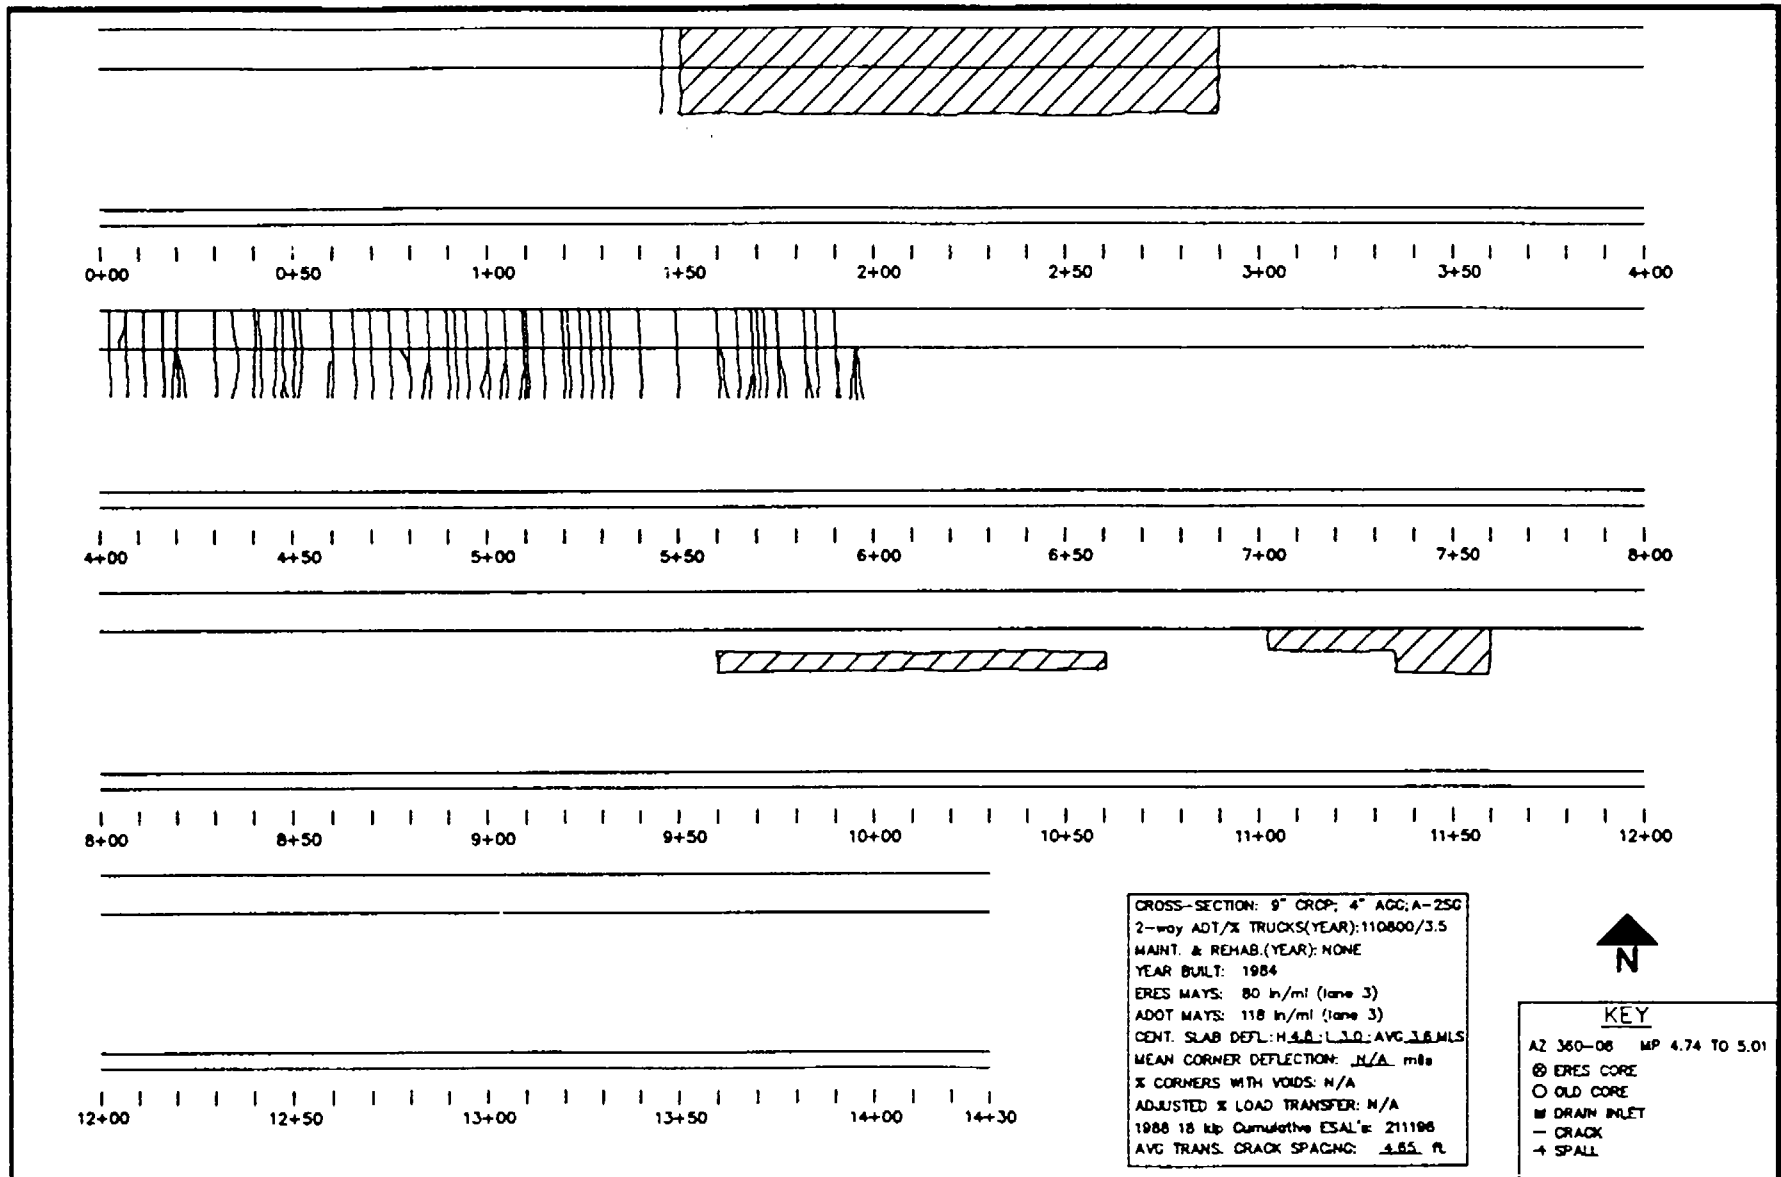 0+00 0+50 1+00 1+50 2+00 2+50 3+00 3+50 4+00
4+00 4+50 5+00 5+50 6+00 6+50 7+00 7+50 8+00
8+00 8+50 9+00 9+50 10+00 10+50 11+00 11+50 12+00
12+00 12+50 13+00 13+50 14+00 14+30
CROSS-SECTION: 9" CRCP; 4" AGC; A-2SG
2-way ADT/% TRUCKS(YEAR):110800/3.5
MAINT. & REHAB.(YEAR): NONE
YEAR BUILT: 1984
ERES MAYS: 80 in/mi (lane 3)
ADOT MAYS: 118 in/mi (lane 3)
CENT. SLAB DEFL.: H 4.8 : L 3.0 : AVG 3.6 MLS
MEAN CORNER DEFLECTION: N/A mils
% CORNERS WITH VOIDS: N/A
ADJUSTED % LOAD TRANSFER: N/A
1988 18 kip Cumulative ESAL's: 211196
AVG TRANS. CRACK SPACING: 4.65 ft
N
KEY
AZ 360-06 MP 4.74 TO 5.01
ERES CORE
OLD CORE
DRAIN INLET
CRACK
SPALL